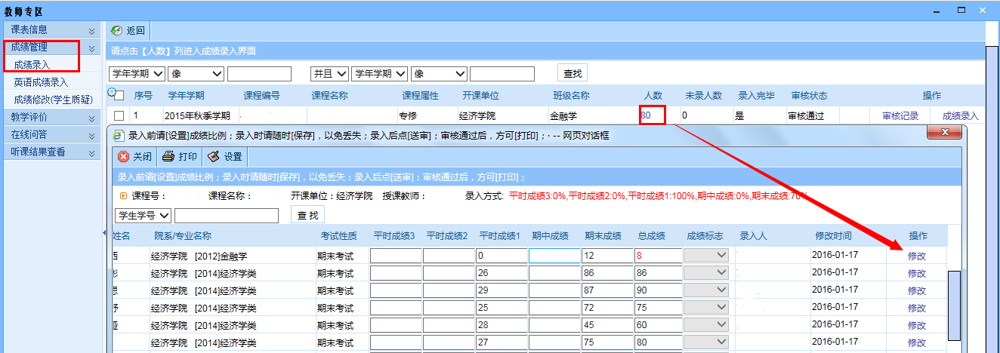 教师专区
课表信息
成绩管理
成绩录入
英语成绩录入
成绩修改(学生质疑)
教学评价
在线问答
听课结果查看
返回
请点击【人数】列进入成绩录入界面
学年学期 像 并且 学年学期 像 查找
序号 学年学期 课程编号 课程名称 课程属性 开课单位 班级名称 人数 未录人数 录入完毕 审核状态 操作
1 2015年秋季学期 专修 经济学院 金融学 80 0 是 审核通过 审核记录 成绩录入
录入前请[设置]成绩比例；录入时请随时[保存]，以免丢失；录入后点[送审]；审核通过后，方可[打印]；· -- 网页对话框
关闭 打印 设置
录入前请[设置]成绩比例；录入时请随时[保存]，以免丢失；录入后点[送审]；审核通过后，方可[打印]；
课程号： 课程名称： 开课单位：经济学院 授课教师： 录入方式: 平时成绩3:0%,平时成绩2:0%,平时成绩1:100%,期中成绩:0%,期末成绩:70%
学生学号 查 找
姓名 院系/专业名称 考试性质 平时成绩3 平时成绩2 平时成绩1 期中成绩 期末成绩 总成绩 成绩标志 录入人 修改时间 操作
经济学院 [2012]金融学 期末考试 0 12 8 2016-01-17 修改
经济学院 [2014]经济学类 期末考试 26 86 86 2016-01-17 修改
经济学院 [2014]经济学类 期末考试 29 87 90 2016-01-17 修改
经济学院 [2014]经济学类 期末考试 25 72 75 2016-01-17 修改
经济学院 [2014]经济学类 期末考试 28 45 60 2016-01-17 修改
经济学院 [2014]经济学类 期末考试 27 75 80 2016-01-17 修改